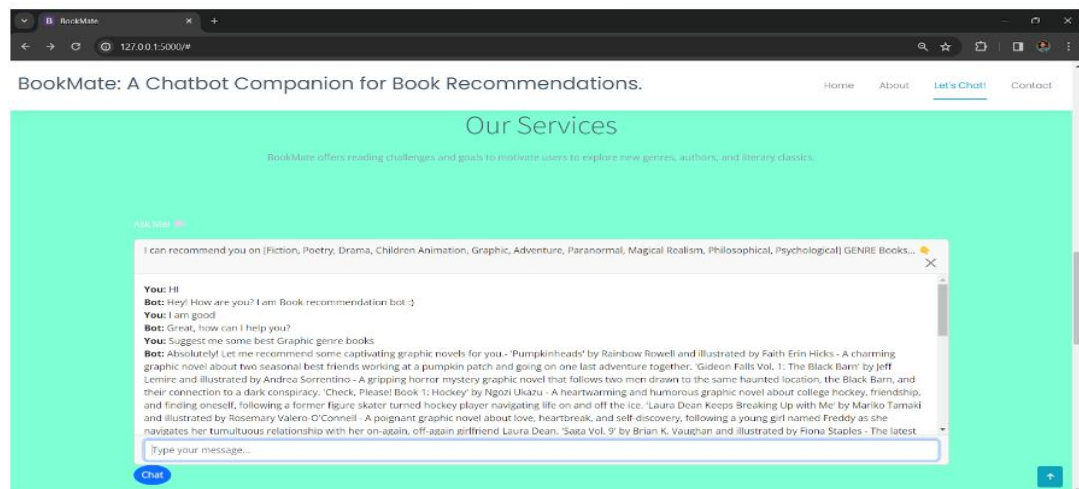 BookMate
127.0.0.1:5000/#
BookMate: A Chatbot Companion for Book Recommendations.
Home About Let's Chat! Contact
Our Services
BookMate offers reading challenges and goals to motivate users to explore new genres, authors, and literary classics.
Ask Me!
I can recommend you on [Fiction, Poetry, Drama, Children Animation, Graphic, Adventure, Paranormal, Magical Realism, Philosophical, Psychological] GENRE Books...
You: HI
Bot: Hey! How are you? I am Book recommendation bot :)
You: I am good
Bot: Great, how can I help you?
You: Suggest me some best Graphic genre books
Bot: Absolutely! Let me recommend some captivating graphic novels for you.- 'Pumpkinheads' by Rainbow Rowell and illustrated by Faith Erin Hicks - A charming
graphic novel about two seasonal best friends working at a pumpkin patch and going on one last adventure together. 'Gideon Falls Vol. 1: The Black Barn' by Jeff
Lemire and illustrated by Andrea Sorrentino - A gripping horror mystery graphic novel that follows two men drawn to the same haunted location, the Black Barn, and
their connection to a dark conspiracy. 'Check, Please! Book 1: Hockey' by Ngozi Ukazu - A heartwarming and humorous graphic novel about college hockey, friendship,
and finding oneself, following a former figure skater turned hockey player navigating life on and off the ice. 'Laura Dean Keeps Breaking Up with Me' by Mariko Tamaki
and illustrated by Rosemary Valero-O'Connell - A poignant graphic novel about love, heartbreak, and self-discovery, following a young girl named Freddy as she
navigates her tumultuous relationship with her on-again, off-again girlfriend Laura Dean. 'Saga Vol. 9' by Brian K. Vaughan and illustrated by Fiona Staples - The latest
Type your message...
Chat